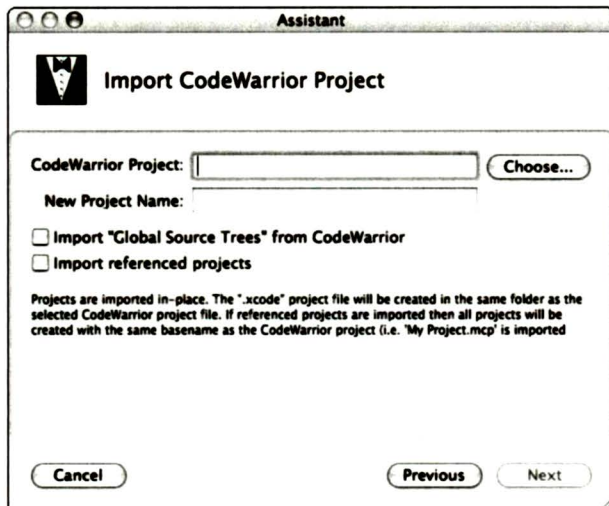 Assistant
Import CodeWarrior Project
CodeWarrior Project:
Choose...
New Project Name:
Import "Global Source Trees" from CodeWarrior
Import referenced projects
Projects are imported in-place. The ".xcode" project file will be created in the same folder as the
selected CodeWarrior project file. If referenced projects are imported then all projects will be
created with the same basename as the CodeWarrior project (i.e. 'My Project.mcp' is imported
Cancel
Previous
Next